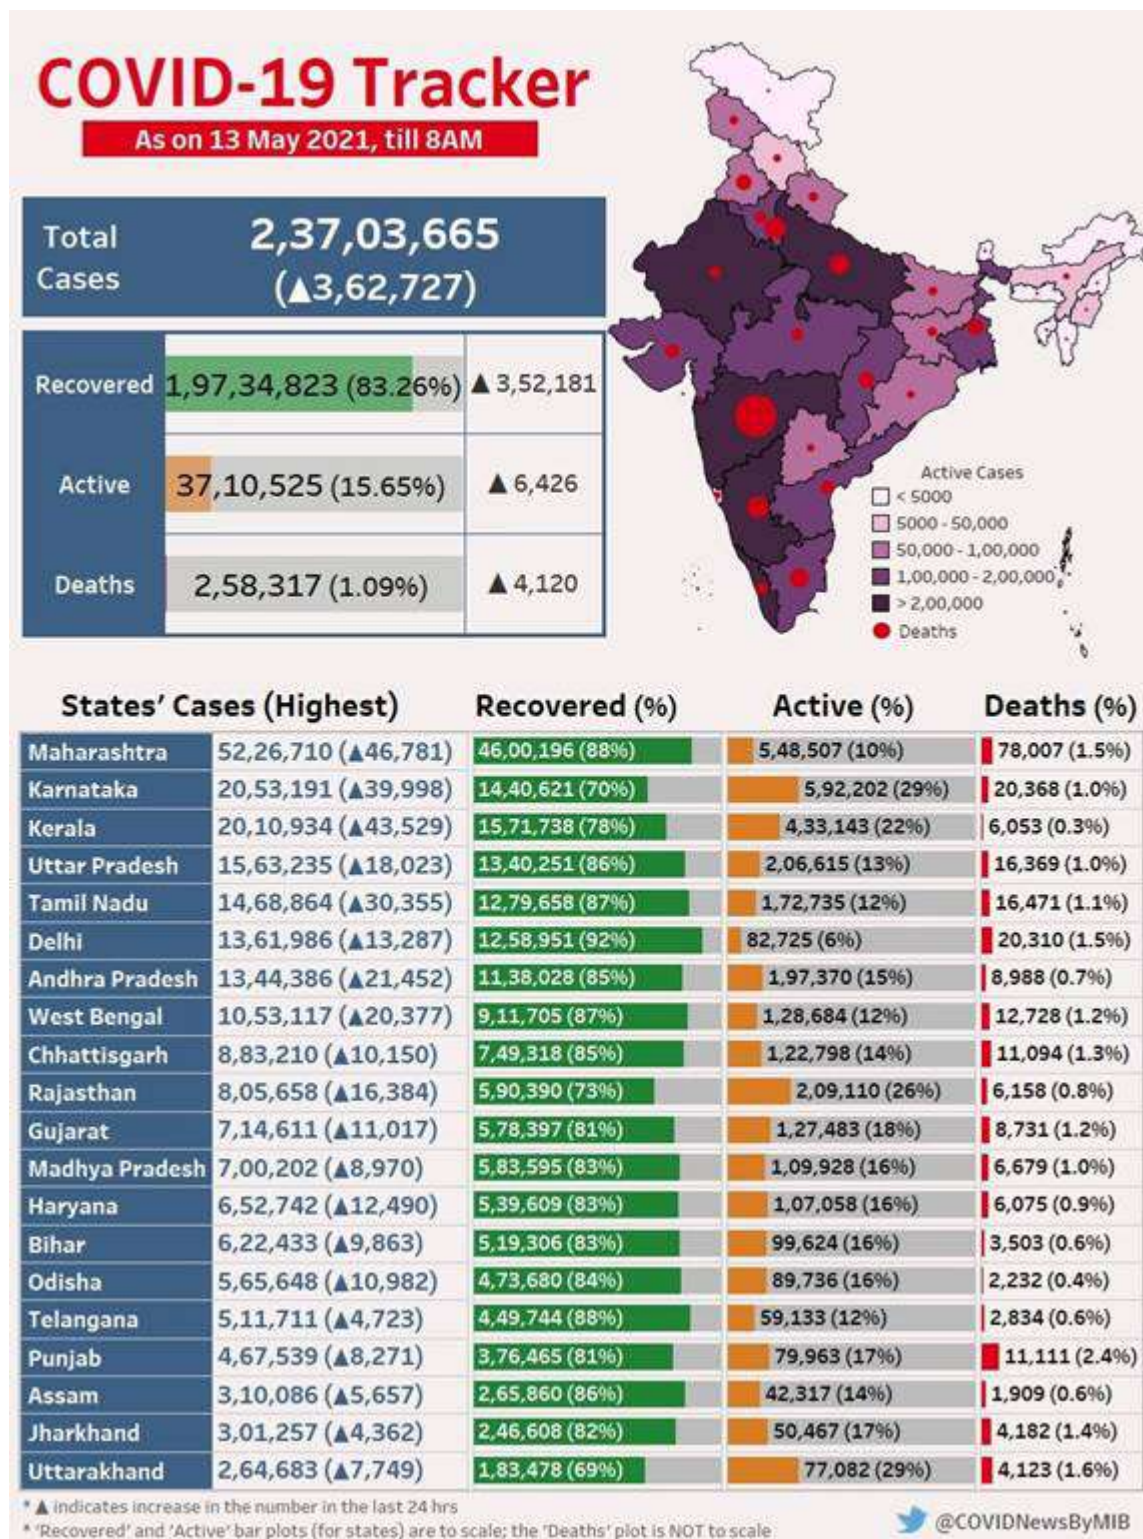 COVID-19 Tracker
As on 13 May 2021, till 8AM
Total Cases 2,37,03,665
(▲3,62,727)
Recovered 1,97,34,823 (83.26%) ▲ 3,52,181
Active 37,10,525 (15.65%) ▲ 6,426
Deaths 2,58,317 (1.09%) ▲ 4,120
Active Cases
< 5000
5000 - 50,000
50,000 - 1,00,000
1,00,000 - 2,00,000
> 2,00,000
Deaths
States' Cases (Highest) Recovered (%) Active (%) Deaths (%)
Maharashtra 52,26,710 (▲46,781) 46,00,196 (88%) 5,48,507 (10%) 78,007 (1.5%)
Karnataka 20,53,191 (▲39,998) 14,40,621 (70%) 5,92,202 (29%) 20,368 (1.0%)
Kerala 20,10,934 (▲43,529) 15,71,738 (78%) 4,33,143 (22%) 6,053 (0.3%)
Uttar Pradesh 15,63,235 (▲18,023) 13,40,251 (86%) 2,06,615 (13%) 16,369 (1.0%)
Tamil Nadu 14,68,864 (▲30,355) 12,79,658 (87%) 1,72,735 (12%) 16,471 (1.1%)
Delhi 13,61,986 (▲13,287) 12,58,951 (92%) 82,725 (6%) 20,310 (1.5%)
Andhra Pradesh 13,44,386 (▲21,452) 11,38,028 (85%) 1,97,370 (15%) 8,988 (0.7%)
West Bengal 10,53,117 (▲20,377) 9,11,705 (87%) 1,28,684 (12%) 12,728 (1.2%)
Chhattisgarh 8,83,210 (▲10,150) 7,49,318 (85%) 1,22,798 (14%) 11,094 (1.3%)
Rajasthan 8,05,658 (▲16,384) 5,90,390 (73%) 2,09,110 (26%) 6,158 (0.8%)
Gujarat 7,14,611 (▲11,017) 5,78,397 (81%) 1,27,483 (18%) 8,731 (1.2%)
Madhya Pradesh 7,00,202 (▲8,970) 5,83,595 (83%) 1,09,928 (16%) 6,679 (1.0%)
Haryana 6,52,742 (▲12,490) 5,39,609 (83%) 1,07,058 (16%) 6,075 (0.9%)
Bihar 6,22,433 (▲9,863) 5,19,306 (83%) 99,624 (16%) 3,503 (0.6%)
Odisha 5,65,648 (▲10,982) 4,73,680 (84%) 89,736 (16%) 2,232 (0.4%)
Telangana 5,11,711 (▲4,723) 4,49,744 (88%) 59,133 (12%) 2,834 (0.6%)
Punjab 4,67,539 (▲8,271) 3,76,465 (81%) 79,963 (17%) 11,111 (2.4%)
Assam 3,10,086 (▲5,657) 2,65,860 (86%) 42,317 (14%) 1,909 (0.6%)
Jharkhand 3,01,257 (▲4,362) 2,46,608 (82%) 50,467 (17%) 4,182 (1.4%)
Uttarakhand 2,64,683 (▲7,749) 1,83,478 (69%) 77,082 (29%) 4,123 (1.6%)
* ▲ indicates increase in the number in the last 24 hrs
* 'Recovered' and 'Active' bar plots (for states) are to scale; the 'Deaths' plot is NOT to scale
@COVIDNewsByMIB